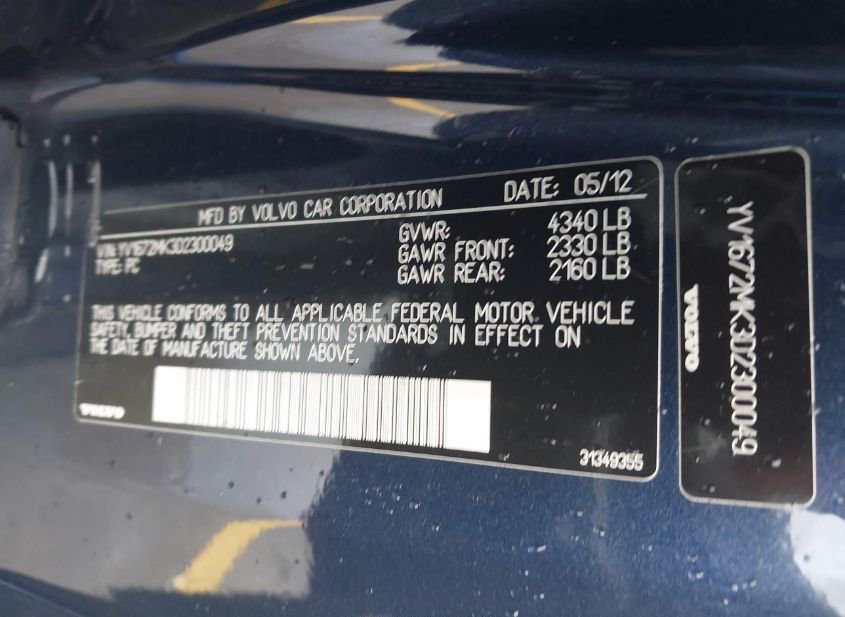 MFD BY VOLVO CAR CORPORATION DATE: 05/12
VIN: YV1672MK3D2300049
TYPE: PC
GVWR: 4340 LB
GAWR FRONT: 2330 LB
GAWR REAR: 2160 LB
THIS VEHICLE CONFORMS TO ALL APPLICABLE FEDERAL MOTOR VEHICLE
SAFETY, BUMPER AND THEFT PREVENTION STANDARDS IN EFFECT ON
THE DATE OF MANUFACTURE SHOWN ABOVE.
VOLVO
31349355
VOLVO
YV1672MK3D2300049